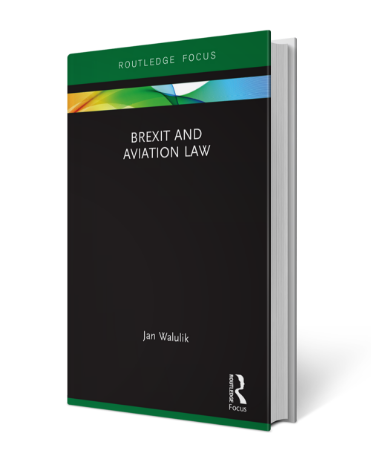 ROUTLEDGE FOCUS
BREXIT AND
AVIATION LAW
Jan Walulik
ROUTLEDGE
Focus